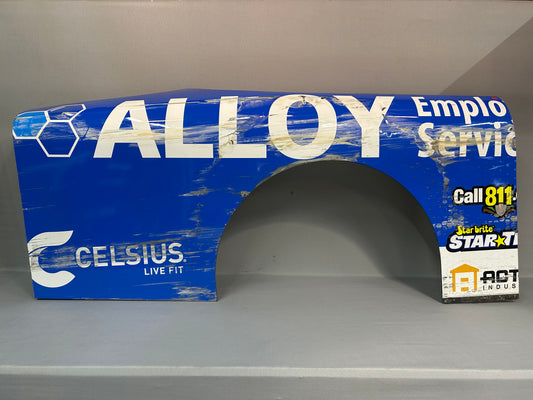 ALLOY
Emplo
Servic
Call 811
Star brite
STAR★T
CELSIUS
LIVE FIT
ACT
INDUS